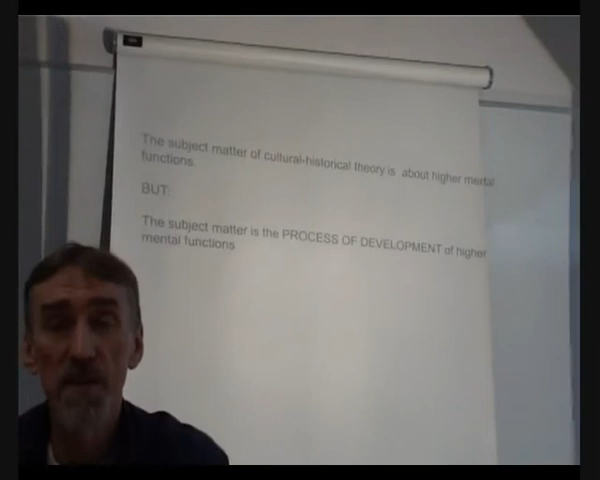 The subject matter of cultural-historical theory is about higher mental
functions.
BUT:
The subject matter is the PROCESS OF DEVELOPMENT of higher
mental functions